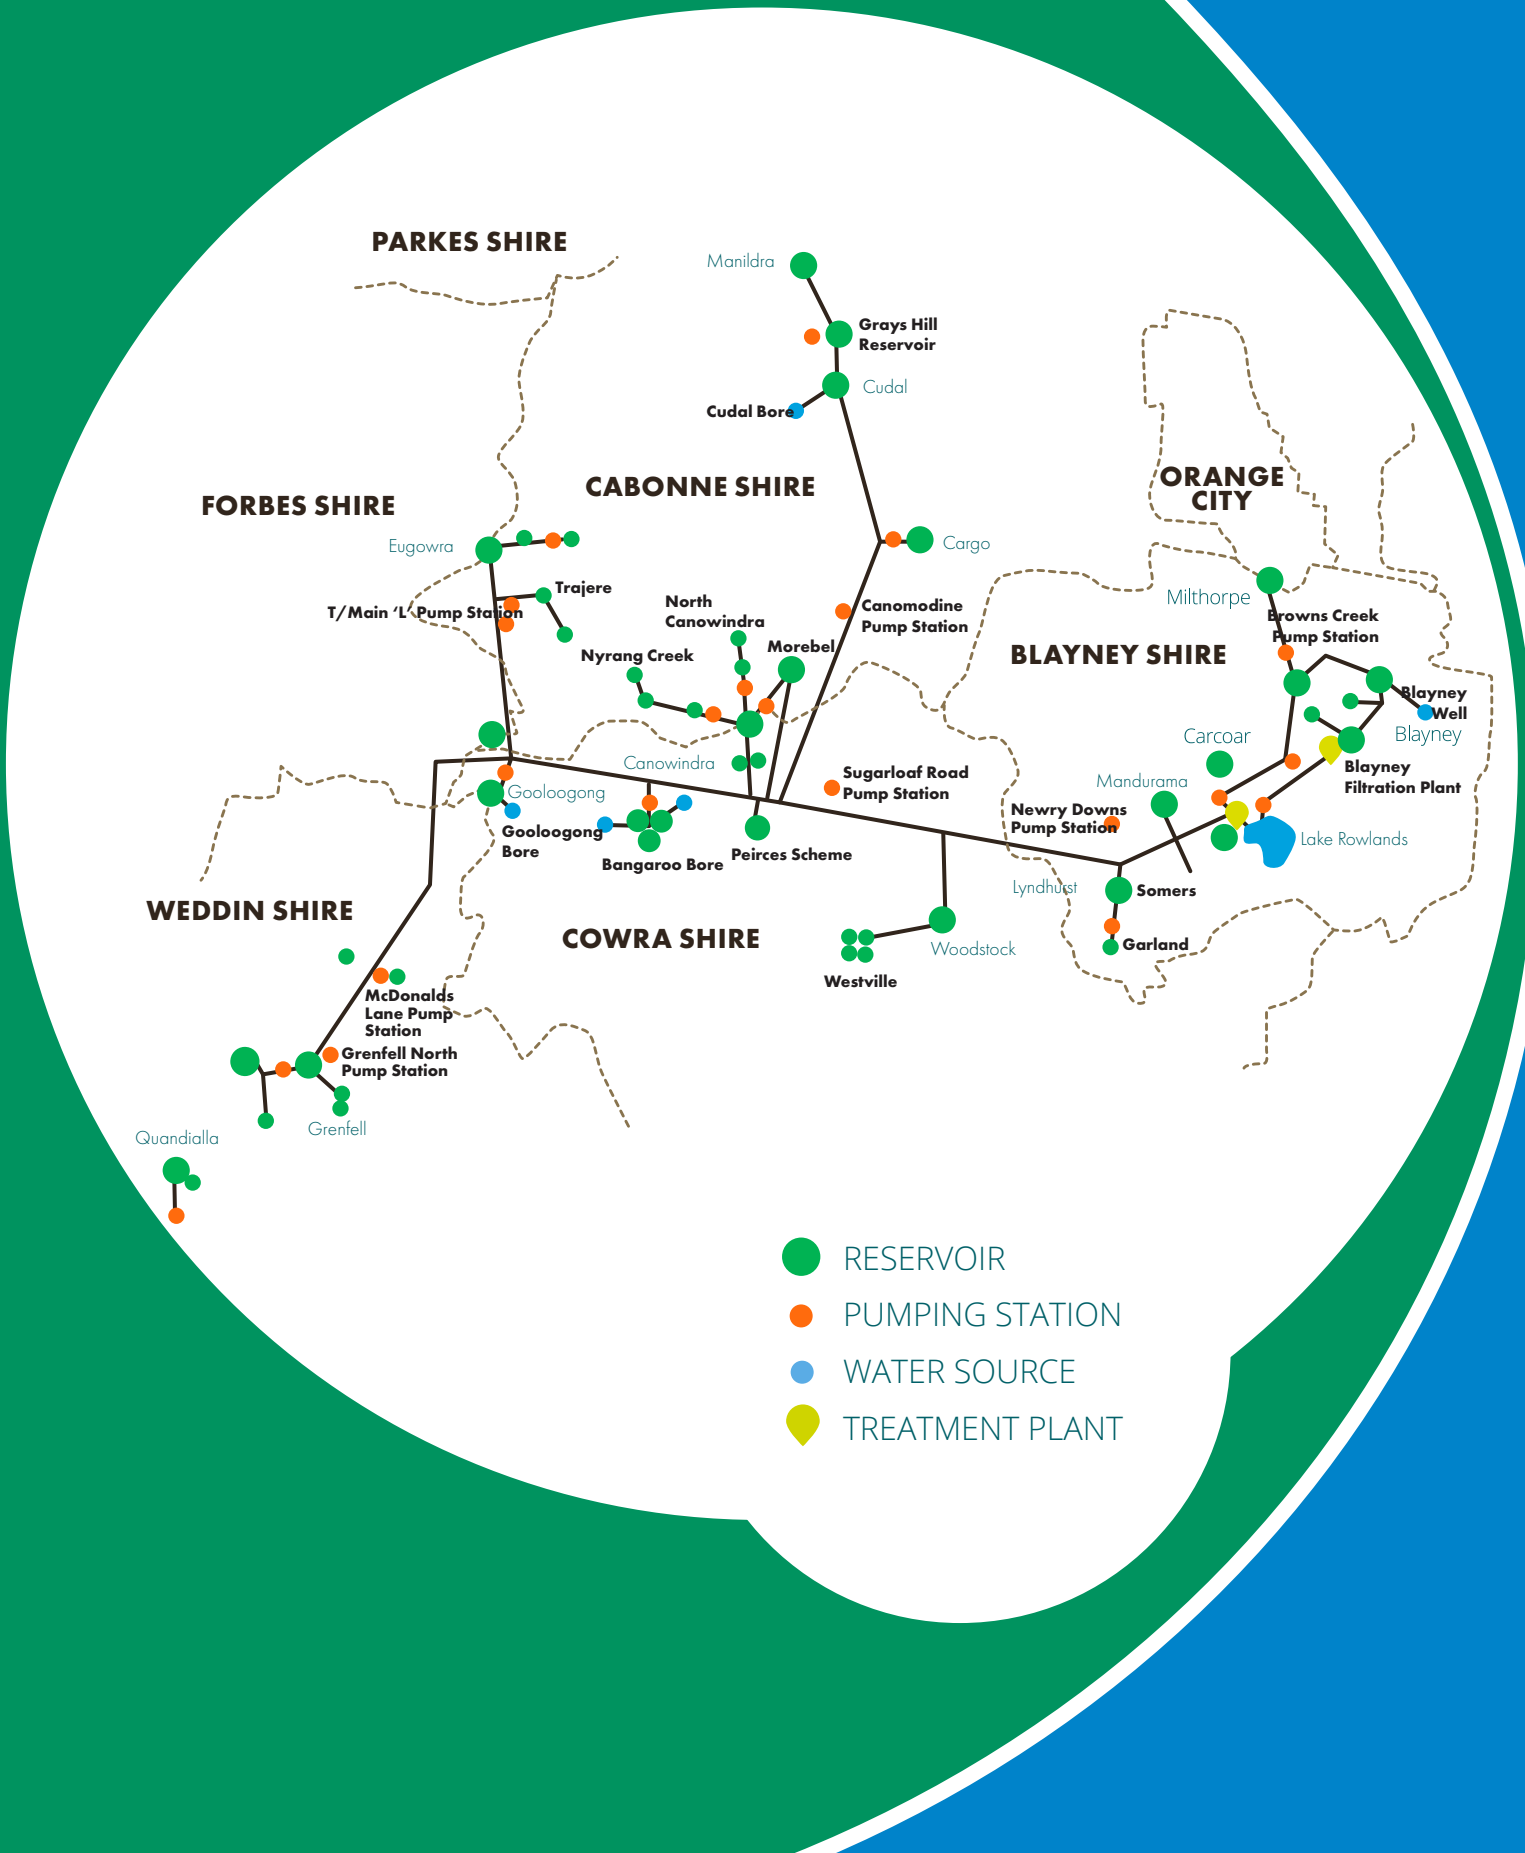 PARKES SHIRE
Manildra
Grays Hill
Reservoir
Cudal
Cudal Bore
CABONNE SHIRE
ORANGE
CITY
FORBES SHIRE
Eugowra
Cargo
Trajere
T/Main ‘L’ Pump Station
North
Canowindra
Canomodine
Pump Station
Milthorpe
Browns Creek
Pump Station
Nyrang Creek
Morebel
BLAYNEY SHIRE
Blayney
Well
Blayney
Carcoar
Canowindra
Sugarloaf Road
Pump Station
Mandurama
Blayney
Filtration Plant
Gooloogong
Newry Downs
Pump Station
Gooloogong
Bore
Bangaroo Bore
Peirces Scheme
Lake Rowlands
Lyndhurst
Somers
WEDDIN SHIRE
COWRA SHIRE
Woodstock
Garland
Westville
McDonalds
Lane Pump
Station
Grenfell North
Pump Station
Grenfell
Quandialla
RESERVOIR
PUMPING STATION
WATER SOURCE
TREATMENT PLANT